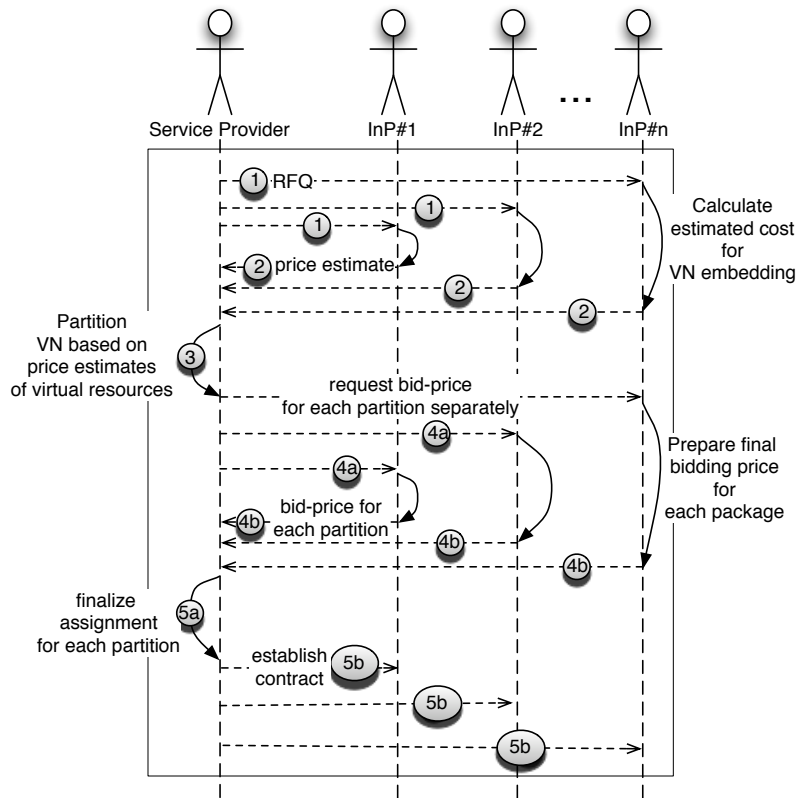 ...
Service Provider
InP#1
InP#2
InP#n
1 RFQ
1
1
Calculate
estimated cost
for
VN embedding
2 price estimate
2
2
Partition
VN based on
price estimates
of virtual resources
3
request bid-price
for each partition separately
4a
4a
Prepare final
bidding price
for
each package
bid-price for
each partition
4b
4b
4b
finalize
assignment
for each partition
5a
establish
contract
5b
5b
5b